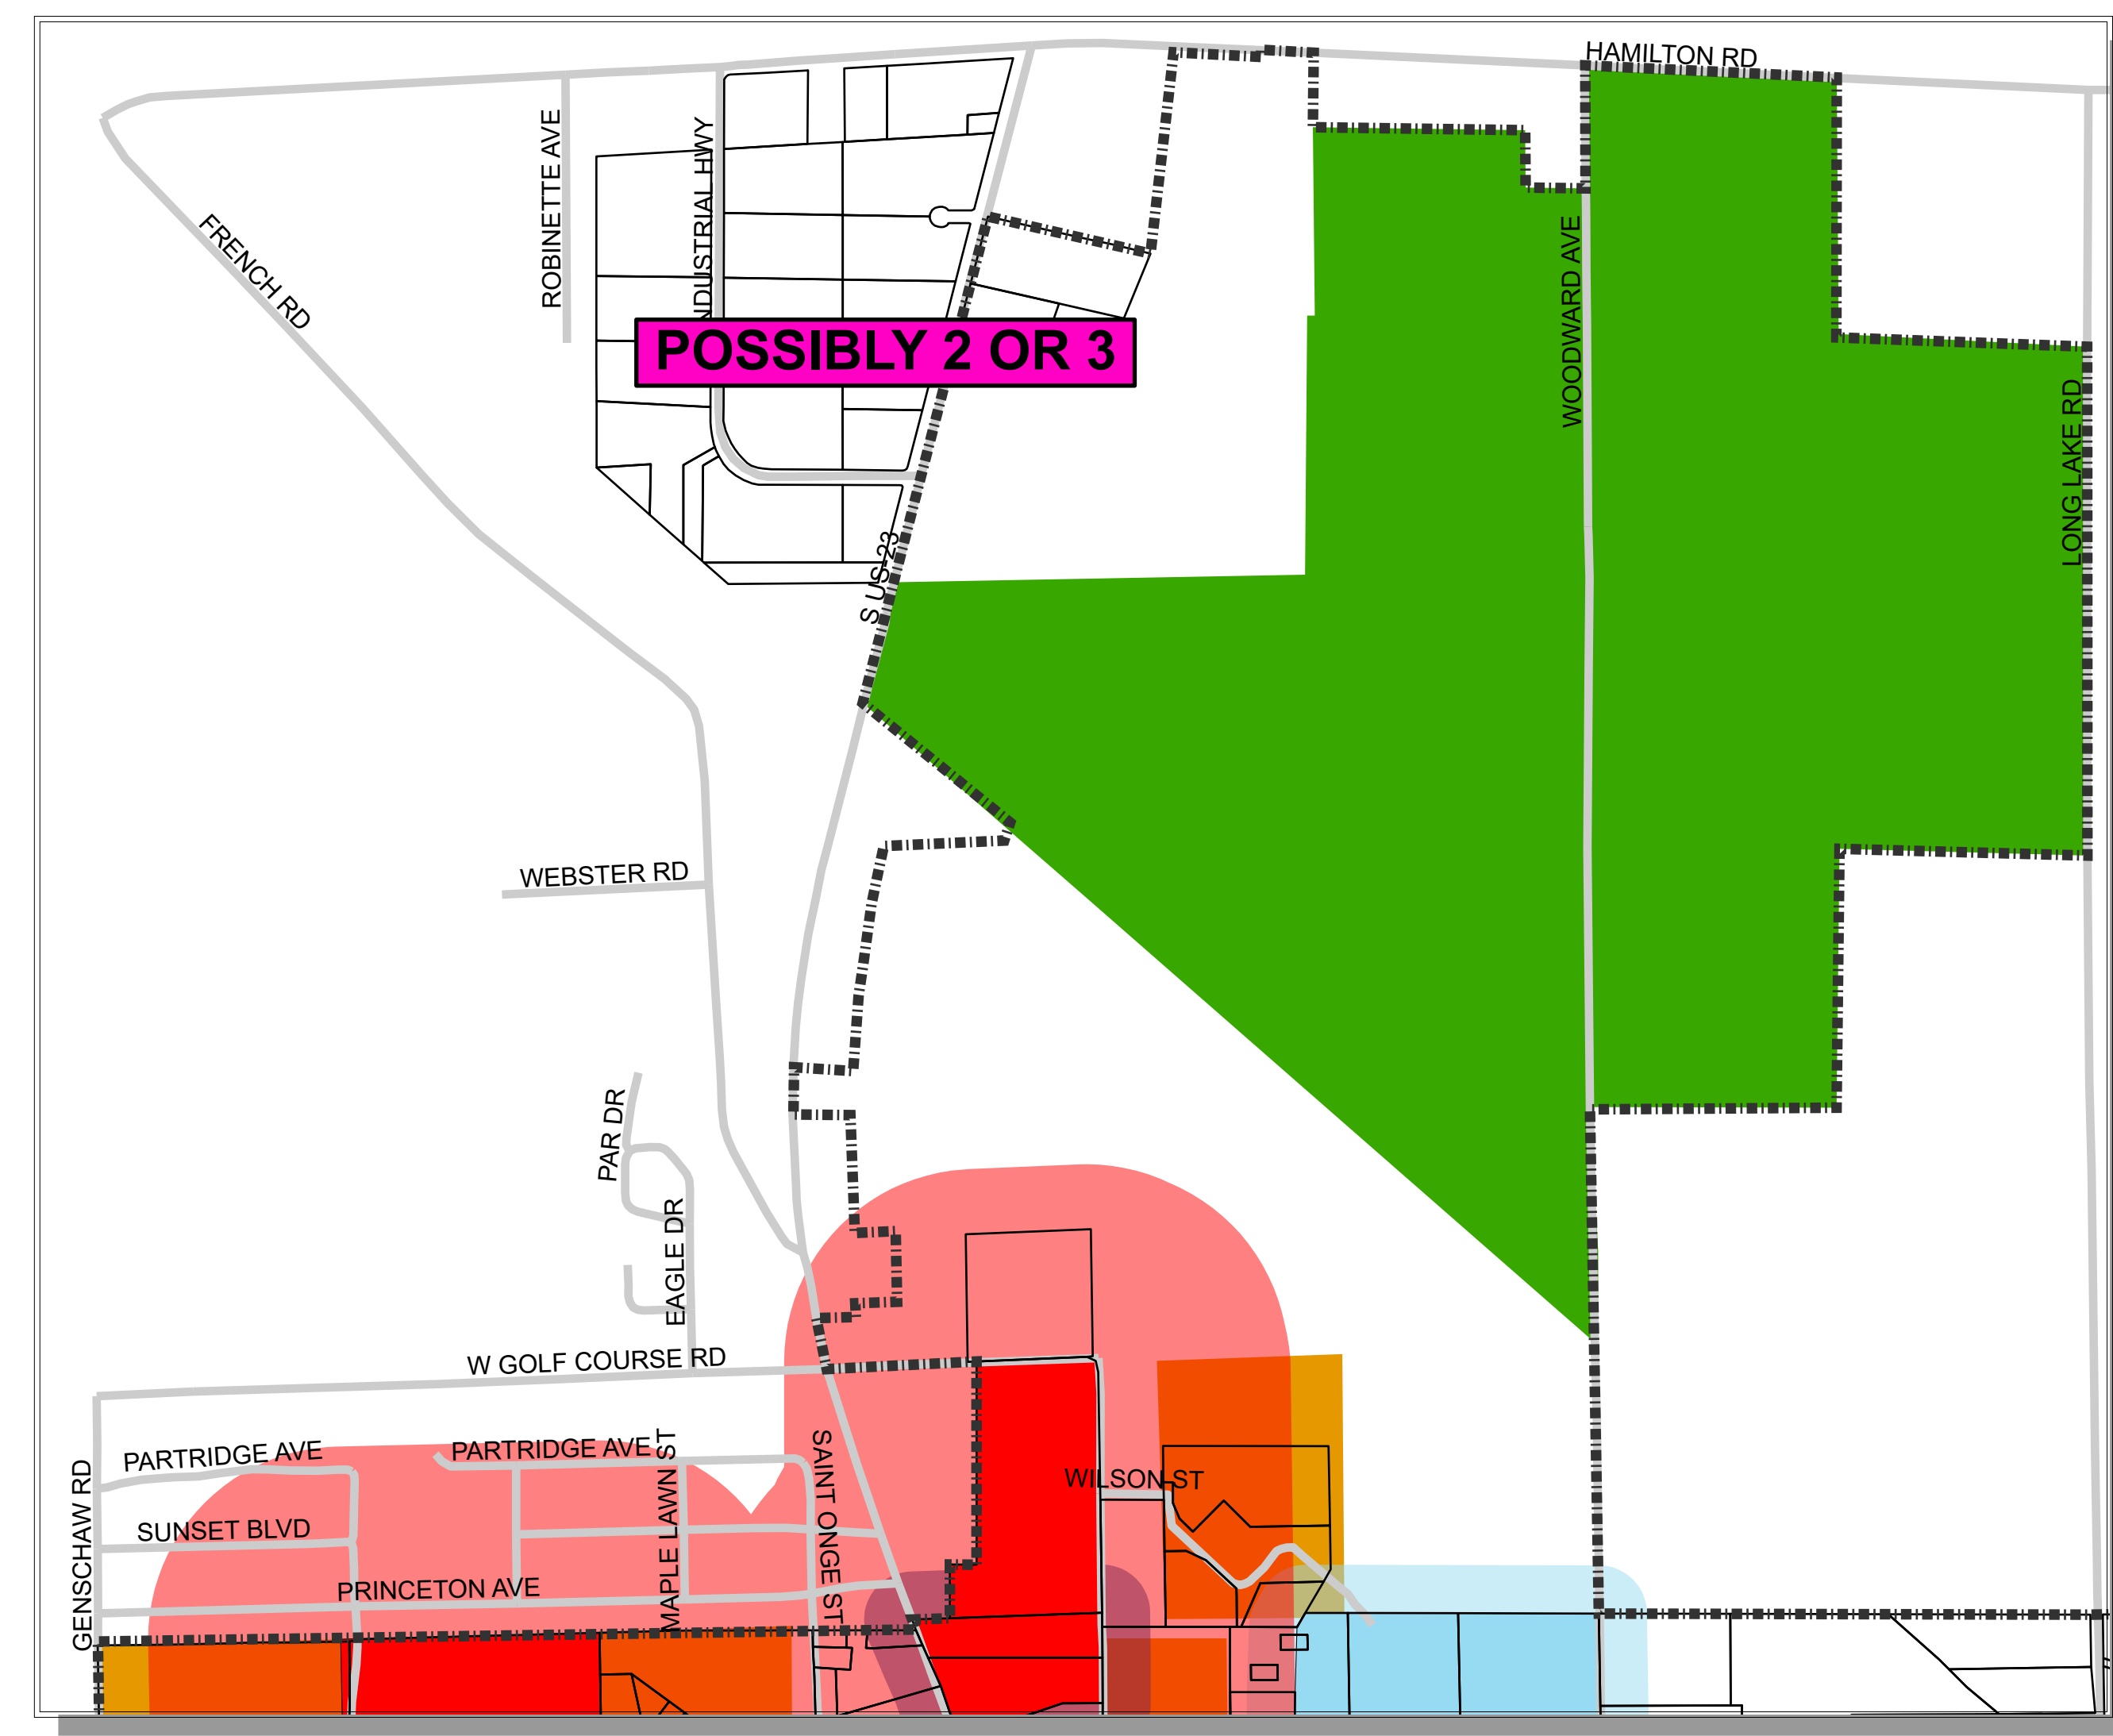 HAMILTON RD
ROBINETTE AVE
NDUSTRIAL HWY
FRENCH RD
WOODWARD AVE
POSSIBLY 2 OR 3
LONG LAKE RD
S US-23
WEBSTER RD
PAR DR
EAGLE DR
W GOLF COURSE RD
PARTRIDGE AVE
PARTRIDGE AVE
MAPLE LAWN ST
SAINT ONGE ST
WILSON ST
GENSCHAW RD
SUNSET BLVD
PRINCETON AVE